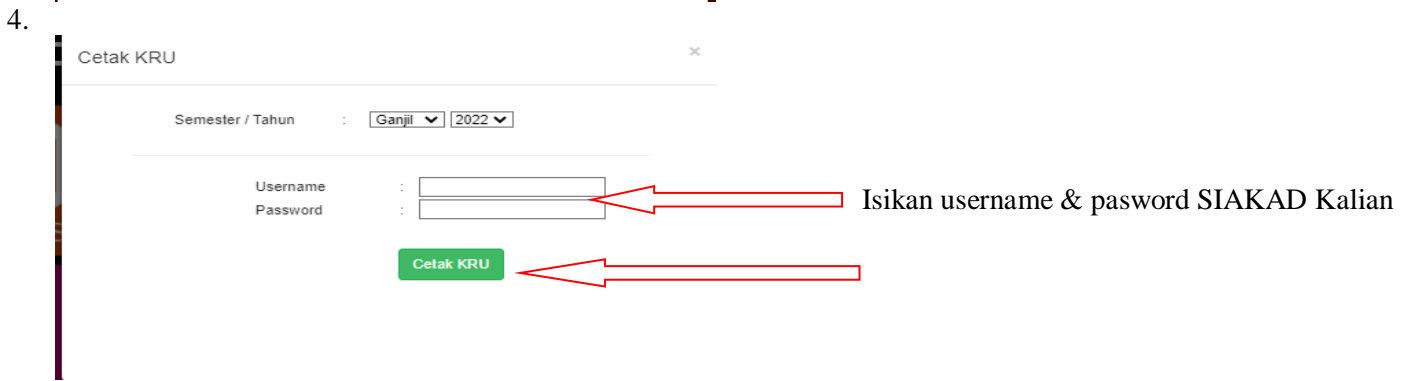 4.
Cetak KRU ×
Semester / Tahun : Ganjil 2022
Username :
Password :
Isikan username & pasword SIAKAD Kalian
Cetak KRU